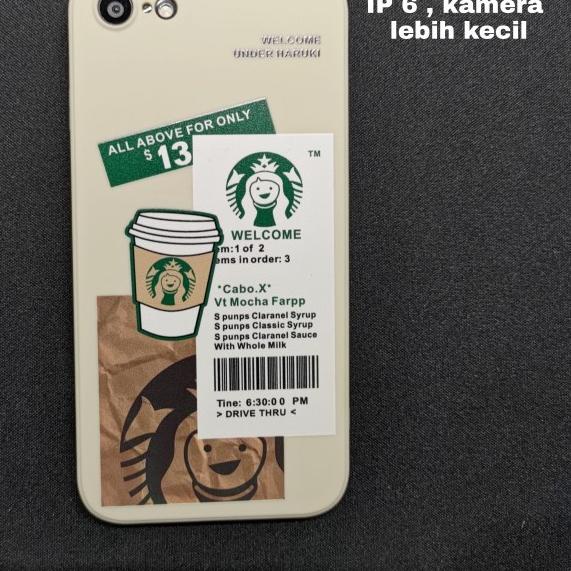 IP 6 , kamera
lebih kecil
WELCOME
UNDER HARUKI
ALL ABOVE FOR ONLY
$ 13
TM
WELCOME
em:1 of 2
ems in order: 3
*Cabo.X*
Vt Mocha Farpp
S punps Claranel Syrup
S punps Classic Syrup
S punps Claranel Sauce
With Whole Milk
Tine: 6:30:00 PM
> DRIVE THRU <